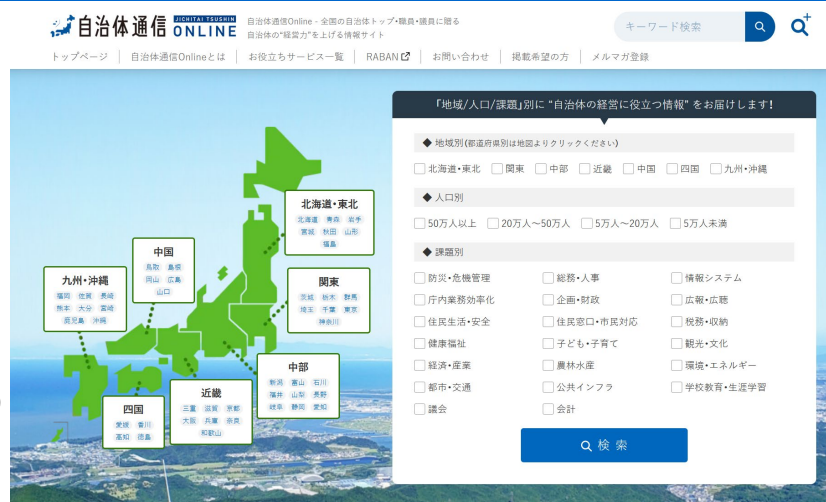 自治体通信 JICHITAI TSUSHIN ONLINE
自治体通信Online - 全国の自治体トップ・職員・議員に贈る
自治体の“経営力”を上げる情報サイト
キーワード検索
トップページ 自治体通信Onlineとは お役立ちサービス一覧 RABAN お問い合わせ 掲載希望の方 メルマガ登録
「地域/人口/課題」別に “自治体の経営に役立つ情報” をお届けします!
◆ 地域別(都道府県別は地図よりクリックください)
北海道・東北 関東 中部 近畿 中国 四国 九州・沖縄
◆ 人口別
50万人以上 20万人～50万人 5万人～20万人 5万人未満
◆ 課題別
防災・危機管理 総務・人事 情報システム
庁内業務効率化 企画・財政 広報・広聴
住民生活・安全 住民窓口・市民対応 税務・収納
健康福祉 子ども・子育て 観光・文化
経済・産業 農林水産 環境・エネルギー
都市・交通 公共インフラ 学校教育・生涯学習
議会 会計
検索
北海道・東北
北海道 青森 岩手
宮城 秋田 山形
福島
中国
鳥取 島根
岡山 広島
山口
九州・沖縄
福岡 佐賀 長崎
熊本 大分 宮崎
鹿児島 沖縄
関東
茨城 栃木 群馬
埼玉 千葉 東京
神奈川
中部
新潟 富山 石川
福井 山梨 長野
岐阜 静岡 愛知
近畿
三重 滋賀 京都
大阪 兵庫 奈良
和歌山
四国
愛媛 香川
高知 徳島